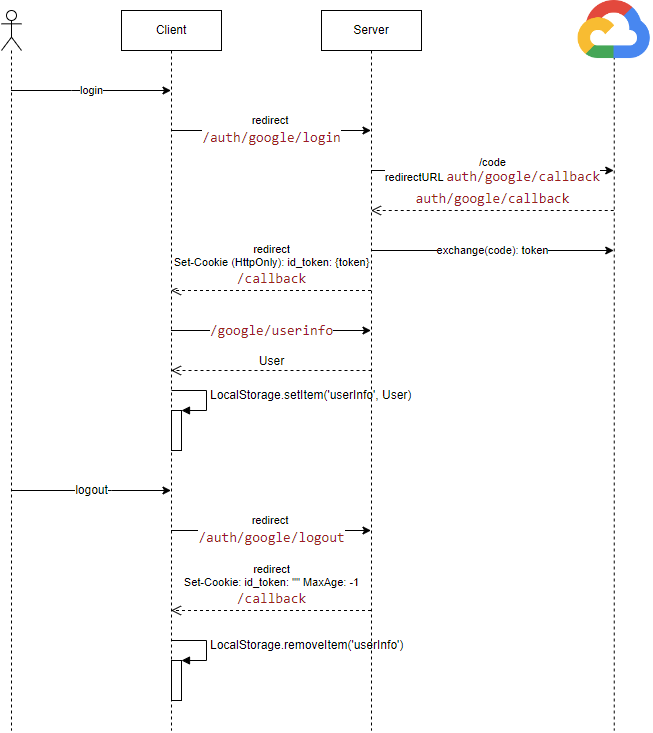 Client
Server
login
redirect
/auth/google/login
/code
redirectURL auth/google/callback
auth/google/callback
exchange(code): token
redirect
Set-Cookie (HttpOnly): id_token: {token}
/callback
/google/userinfo
User
LocalStorage.setItem('userInfo', User)
logout
redirect
/auth/google/logout
redirect
Set-Cookie: id_token: "" MaxAge: -1
/callback
LocalStorage.removeItem('userInfo')